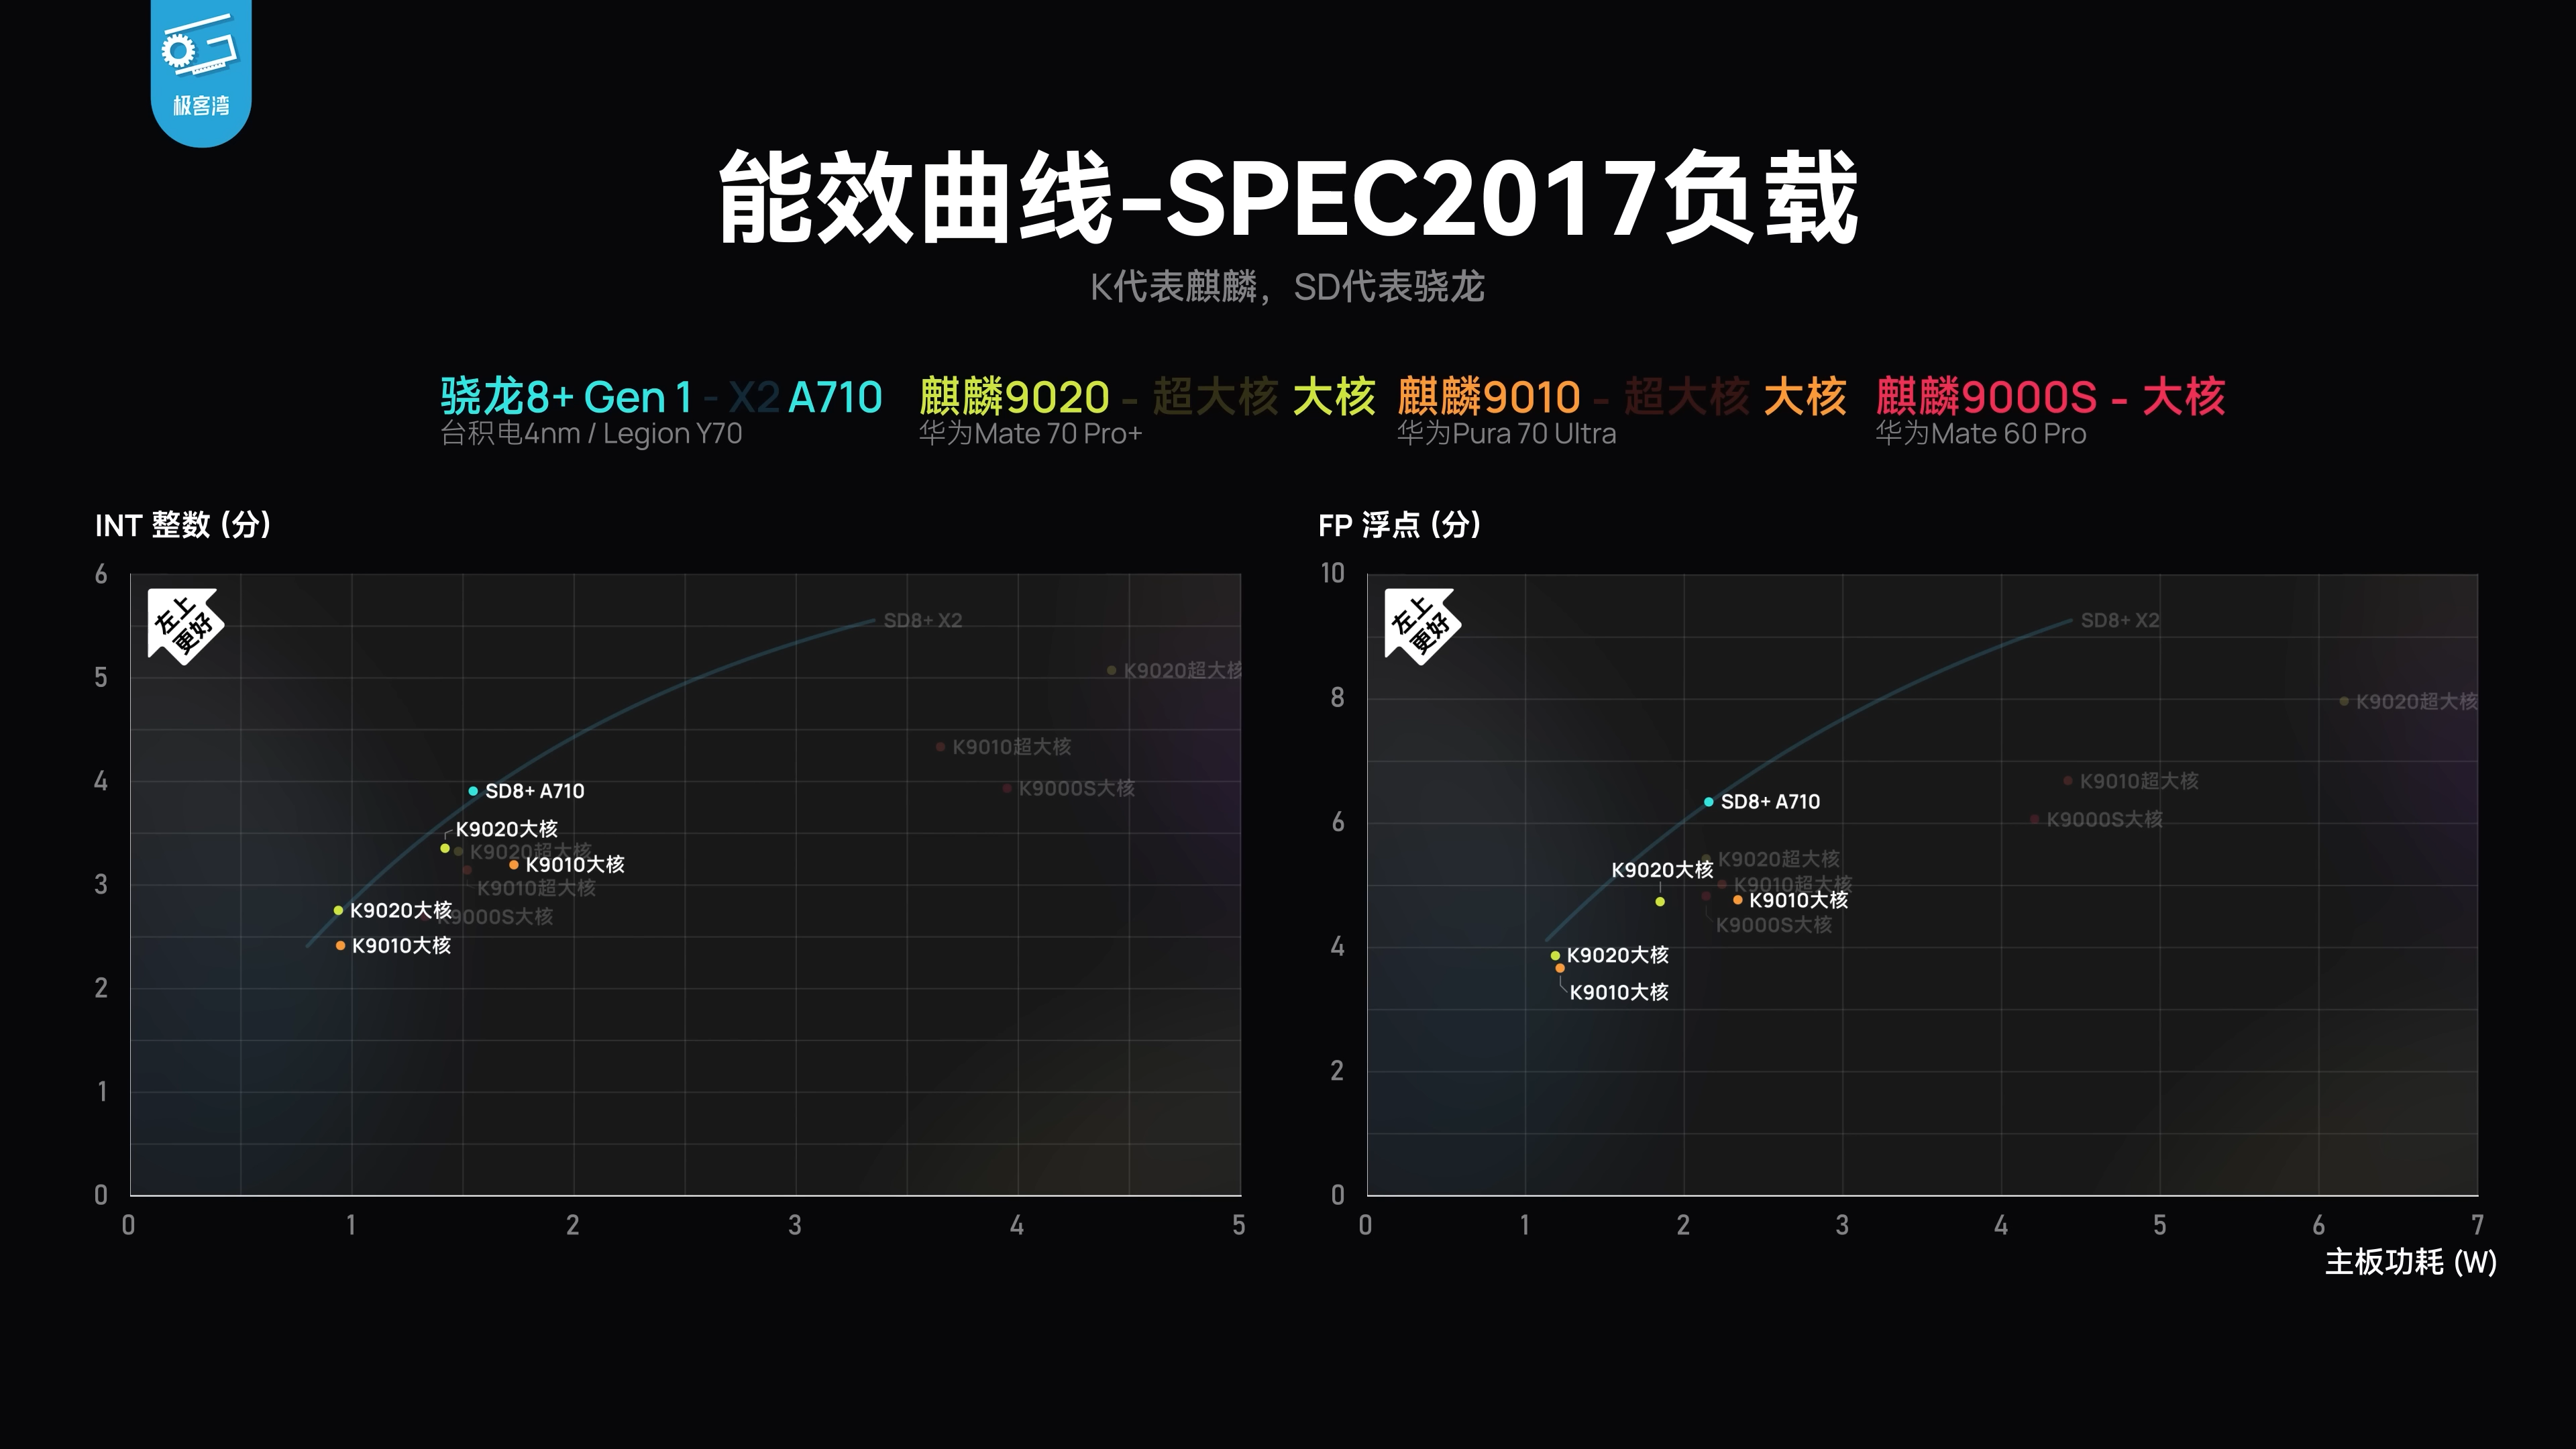 极客湾
能效曲线-SPEC2017负载
K代表麒麟，SD代表骁龙
骁龙8+ Gen 1 - X2 A710
台积电4nm / Legion Y70
麒麟9020 - 超大核 大核
华为Mate 70 Pro+
麒麟9010 - 超大核 大核
华为Pura 70 Ultra
麒麟9000S - 大核
华为Mate 60 Pro
INT 整数 (分)
6
5
4
3
2
1
0
左上
更好
SD8+ X2
K9020超大核
K9010超大核
K9000S大核
SD8+ A710
K9020大核
K9020超大核
K9010大核
K9010超大核
K9020大核
K9000S大核
K9010大核
0 1 2 3 4 5
FP 浮点 (分)
10
8
6
4
2
0
左上
更好
SD8+ X2
K9020超大核
K9010超大核
SD8+ A710
K9000S大核
K9020超大核
K9020大核
K9010超大核
K9010大核
K9000S大核
K9020大核
K9010大核
0 1 2 3 4 5 6 7
主板功耗 (W)